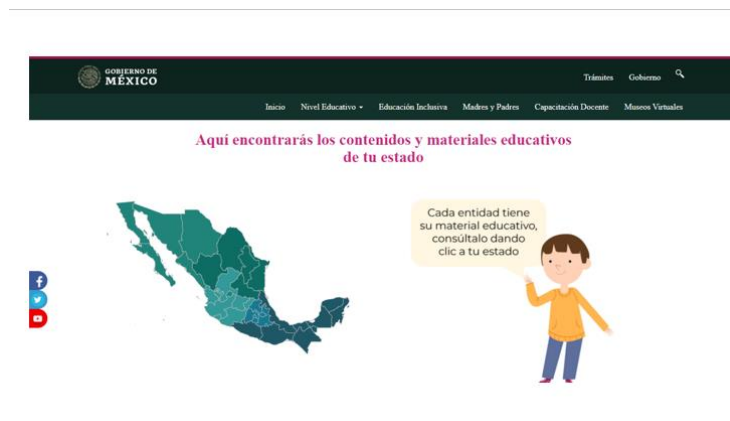 GOBIERNO DE
MÉXICO
Trámites Gobierno
Inicio Nivel Educativo Educación Inclusiva Madres y Padres Capacitación Docente Museos Virtuales
Aquí encontrarás los contenidos y materiales educativos
de tu estado
Cada entidad tiene
su material educativo,
consúltalo dando
clic a tu estado